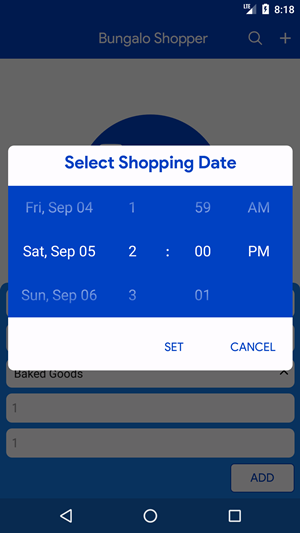 LTE 8:18
Bungalo Shopper
Select Shopping Date
Fri, Sep 04 1 59 AM
Sat, Sep 05 2 : 00 PM
Sun, Sep 06 3 01
SET CANCEL
Baked Goods
1
1
ADD